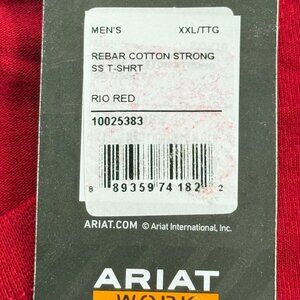 MEN'S XXL/TTG
REBAR COTTON STRONG
SS T-SHRT
RIO RED
10025383
8 89359 74182 2
ARIAT.COM © Ariat International, Inc.
ARIAT
WORK